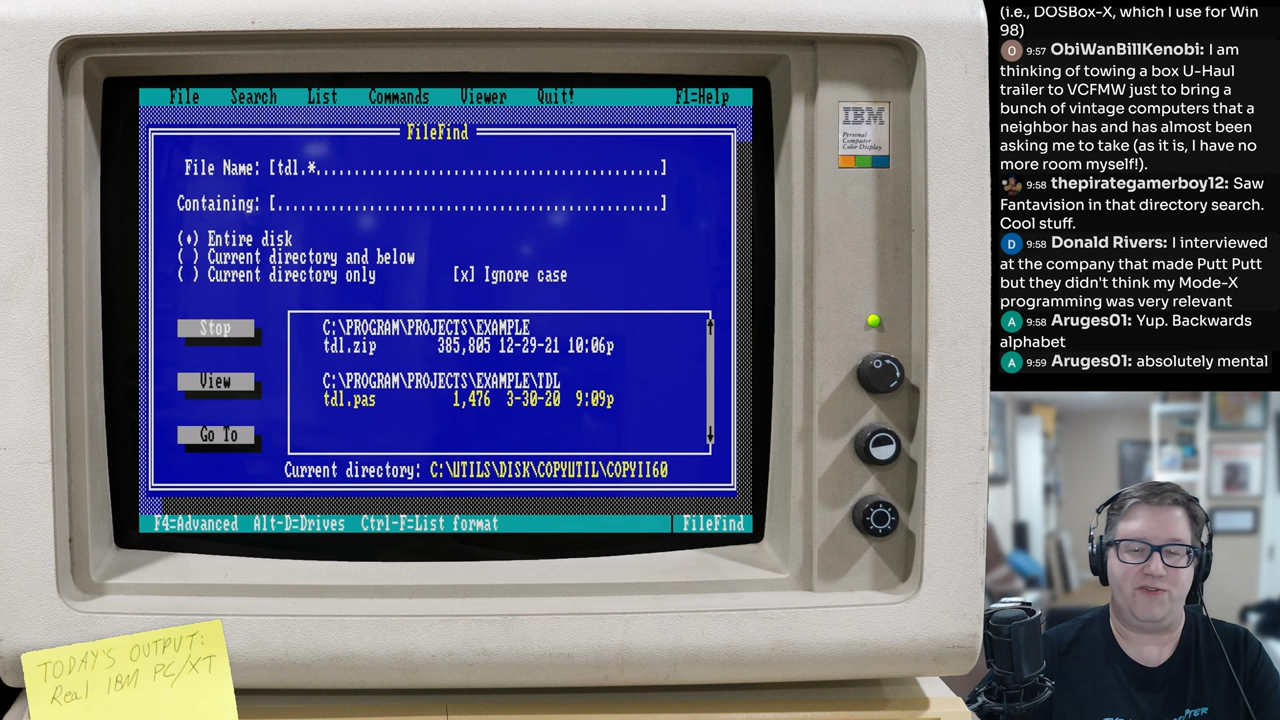 File Search List Commands Viewer Quit! F1=Help
FileFind
File Name: [tdl.*.............................................]
Containing: [..................................................]
(•) Entire disk
( ) Current directory and below
( ) Current directory only [x] Ignore case
Stop
View
Go To
C:\PROGRAM\PROJECTS\EXAMPLE
tdl.zip 385,805 12-29-21 10:06p
C:\PROGRAM\PROJECTS\EXAMPLE\TDL
tdl.pas 1,476 3-30-20 9:09p
Current directory: C:\UTILS\DISK\COPYUTIL\COPYII60
F4=Advanced Alt-D=Drives Ctrl-F=List format FileFind
IBM
Personal
Computer
Color Display
TODAY'S OUTPUT:
Real IBM PC/XT
(i.e., DOSBox-X, which I use for Win
98)
O 9:57 ObiWanBillKenobi: I am
thinking of towing a box U-Haul
trailer to VCFMW just to bring a
bunch of vintage computers that a
neighbor has and has almost been
asking me to take (as it is, I have no
more room myself!).
9:58 thepirategamerboy12: Saw
Fantavision in that directory search.
Cool stuff.
D 9:58 Donald Rivers: I interviewed
at the company that made Putt Putt
but they didn't think my Mode-X
programming was very relevant
A 9:58 Aruges01: Yup. Backwards
alphabet
A 9:59 Aruges01: absolutely mental